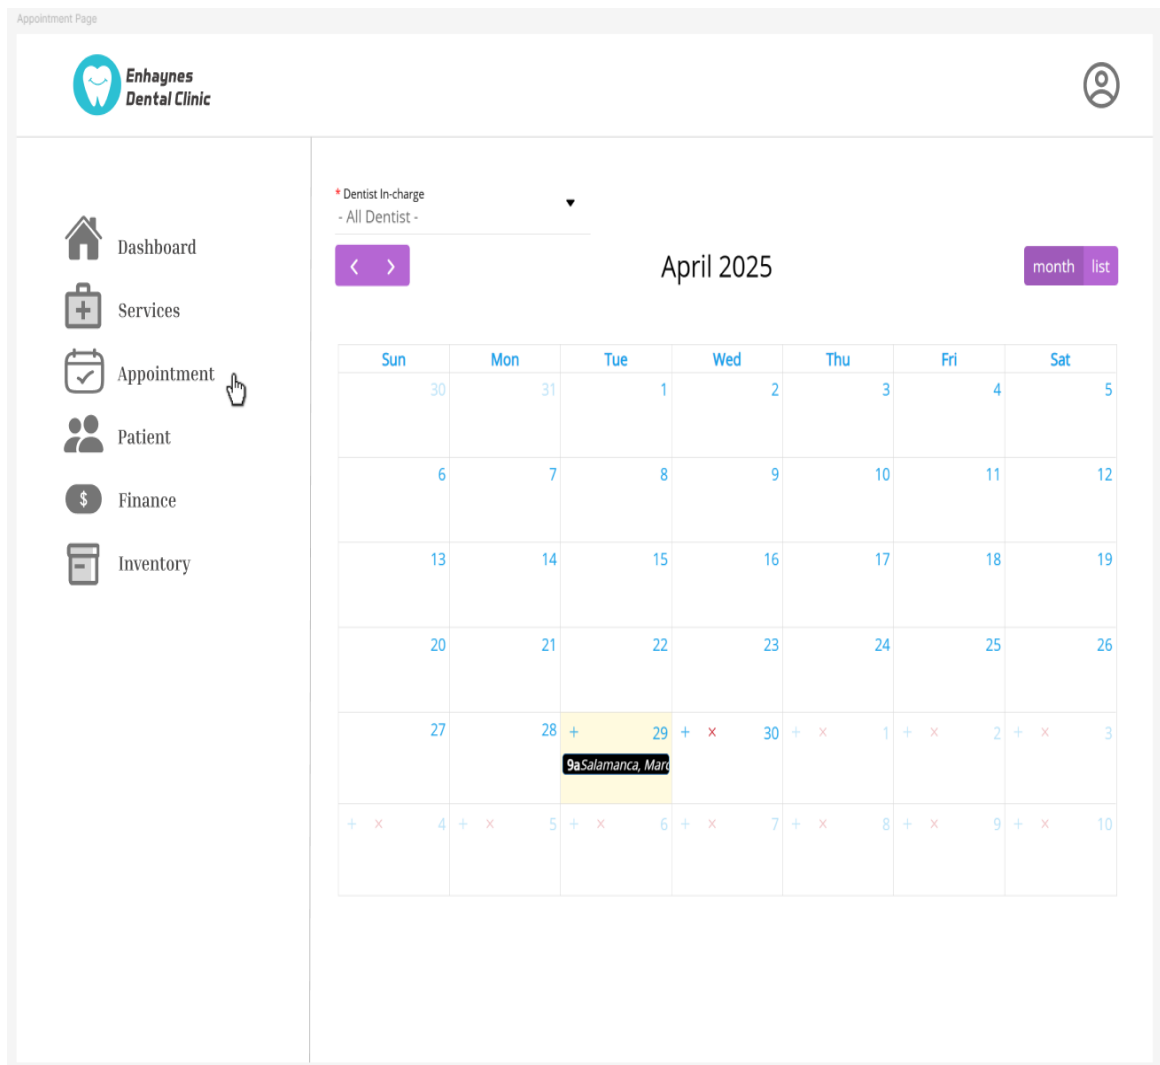 Appointment Page
Enhaynes
Dental Clinic
Dashboard
Services
Appointment
Patient
Finance
Inventory
* Dentist In-charge
- All Dentist -
April 2025
month list
Sun Mon Tue Wed Thu Fri Sat
30 31 1 2 3 4 5
6 7 8 9 10 11 12
13 14 15 16 17 18 19
20 21 22 23 24 25 26
27 28 + 29 + × 30 + × 1 + × 2 + × 3
9aSalamanca, Marc
+ × 4 + × 5 + × 6 + × 7 + × 8 + × 9 + × 10